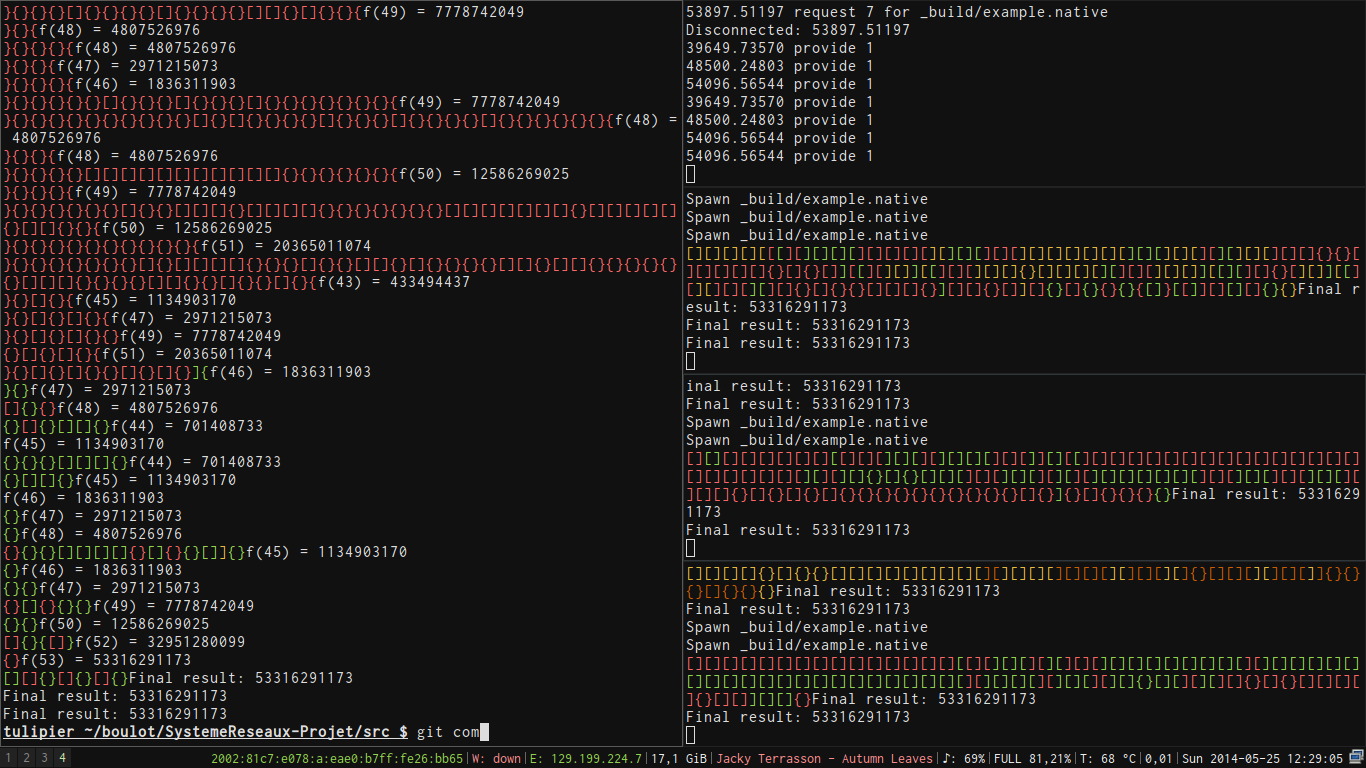 }{}{}{}[]{}{}{}{}[]{}{}{}{}[][]{}[][]{}{}{f(49) = 7778742049
}{}{f(48) = 4807526976
}{}{}{}{f(48) = 4807526976
}{}{}{f(47) = 2971215073
}{}{}{}{f(46) = 1836311903
}{}{}{}{}{}[]{}{}{}[]{}{}{}[]{}{}{}{}{}{}{}{f(49) = 7778742049
}{}{}{}{}{}{}{}{}{}{}[]{}[]{}{}{}{}[]{}{}{}[]{}{}{}{}[]{}{}{}{}{}{}{f(48) =
 4807526976
}{}{}{f(48) = 4807526976
}{}{}{}{}[][][][][][][][][][][]{}{}{}{}{}{f(50) = 12586269025
}{}{}{}{f(49) = 7778742049
{}[][]{}{}{f(50) = 12586269025
}{}{}{}{}{}{}{}{}{}{}{f(51) = 20365011074
{}[][]{}{}{}{}[][]{}[]{}{}[]{}{f(43) = 433494437
}{}[]{}{f(45) = 1134903170
}{}[]{}[]{}{f(47) = 2971215073
}{}[][]{}{}{}f(49) = 7778742049
{}[]{}[]{}{f(51) = 20365011074
}{}[]{}[]{}{}[]{}[]{}]{f(46) = 1836311903
}{}f(47) = 2971215073
[]{}{}f(48) = 4807526976
{}[]{}[][]{}f(44) = 701408733
f(45) = 1134903170
{}{}{}[][][]{}f(44) = 701408733
{}[][]{}f(45) = 1134903170
f(46) = 1836311903
{}f(47) = 2971215073
{}f(48) = 4807526976
{}{}{}[][][][]{}[]{}{}[]]{}f(45) = 1134903170
{}f(46) = 1836311903
{}{}f(47) = 2971215073
{}[]{}{}{}f(49) = 7778742049
{}{}f(50) = 12586269025
[]{}{[]}f(52) = 32951280099
{}f(53) = 53316291173
[][]{}[]{}[]{}Final result: 53316291173
Final result: 53316291173
Final result: 53316291173
tulipier ~/boulot/SystemeReseaux-Projet/src $ git com
53897.51197 request 7 for _build/example.native
Disconnected: 53897.51197
39649.73570 provide 1
48500.24803 provide 1
54096.56544 provide 1
39649.73570 provide 1
48500.24803 provide 1
54096.56544 provide 1
54096.56544 provide 1
Spawn _build/example.native
Spawn _build/example.native
Spawn _build/example.native
Final r
esult: 53316291173
Final result: 53316291173
Final result: 53316291173
inal result: 53316291173
Final result: 53316291173
Spawn _build/example.native
Spawn _build/example.native
Final result: 5331629
1173
Final result: 53316291173
{}[]{}{}{}Final result: 53316291173
Final result: 53316291173
Spawn _build/example.native
Spawn _build/example.native
Final result: 53316291173
Final result: 53316291173
1 2 3 4 2002:81c7:e078:a:eae0:b7ff:fe26:bb65|W: down|E: 129.199.224.7|17,1 GiB|Jacky Terrasson - Autumn Leaves|♪: 69%|FULL 81,21%|T: 68 °C|0,01|Sun 2014-05-25 12:29:05